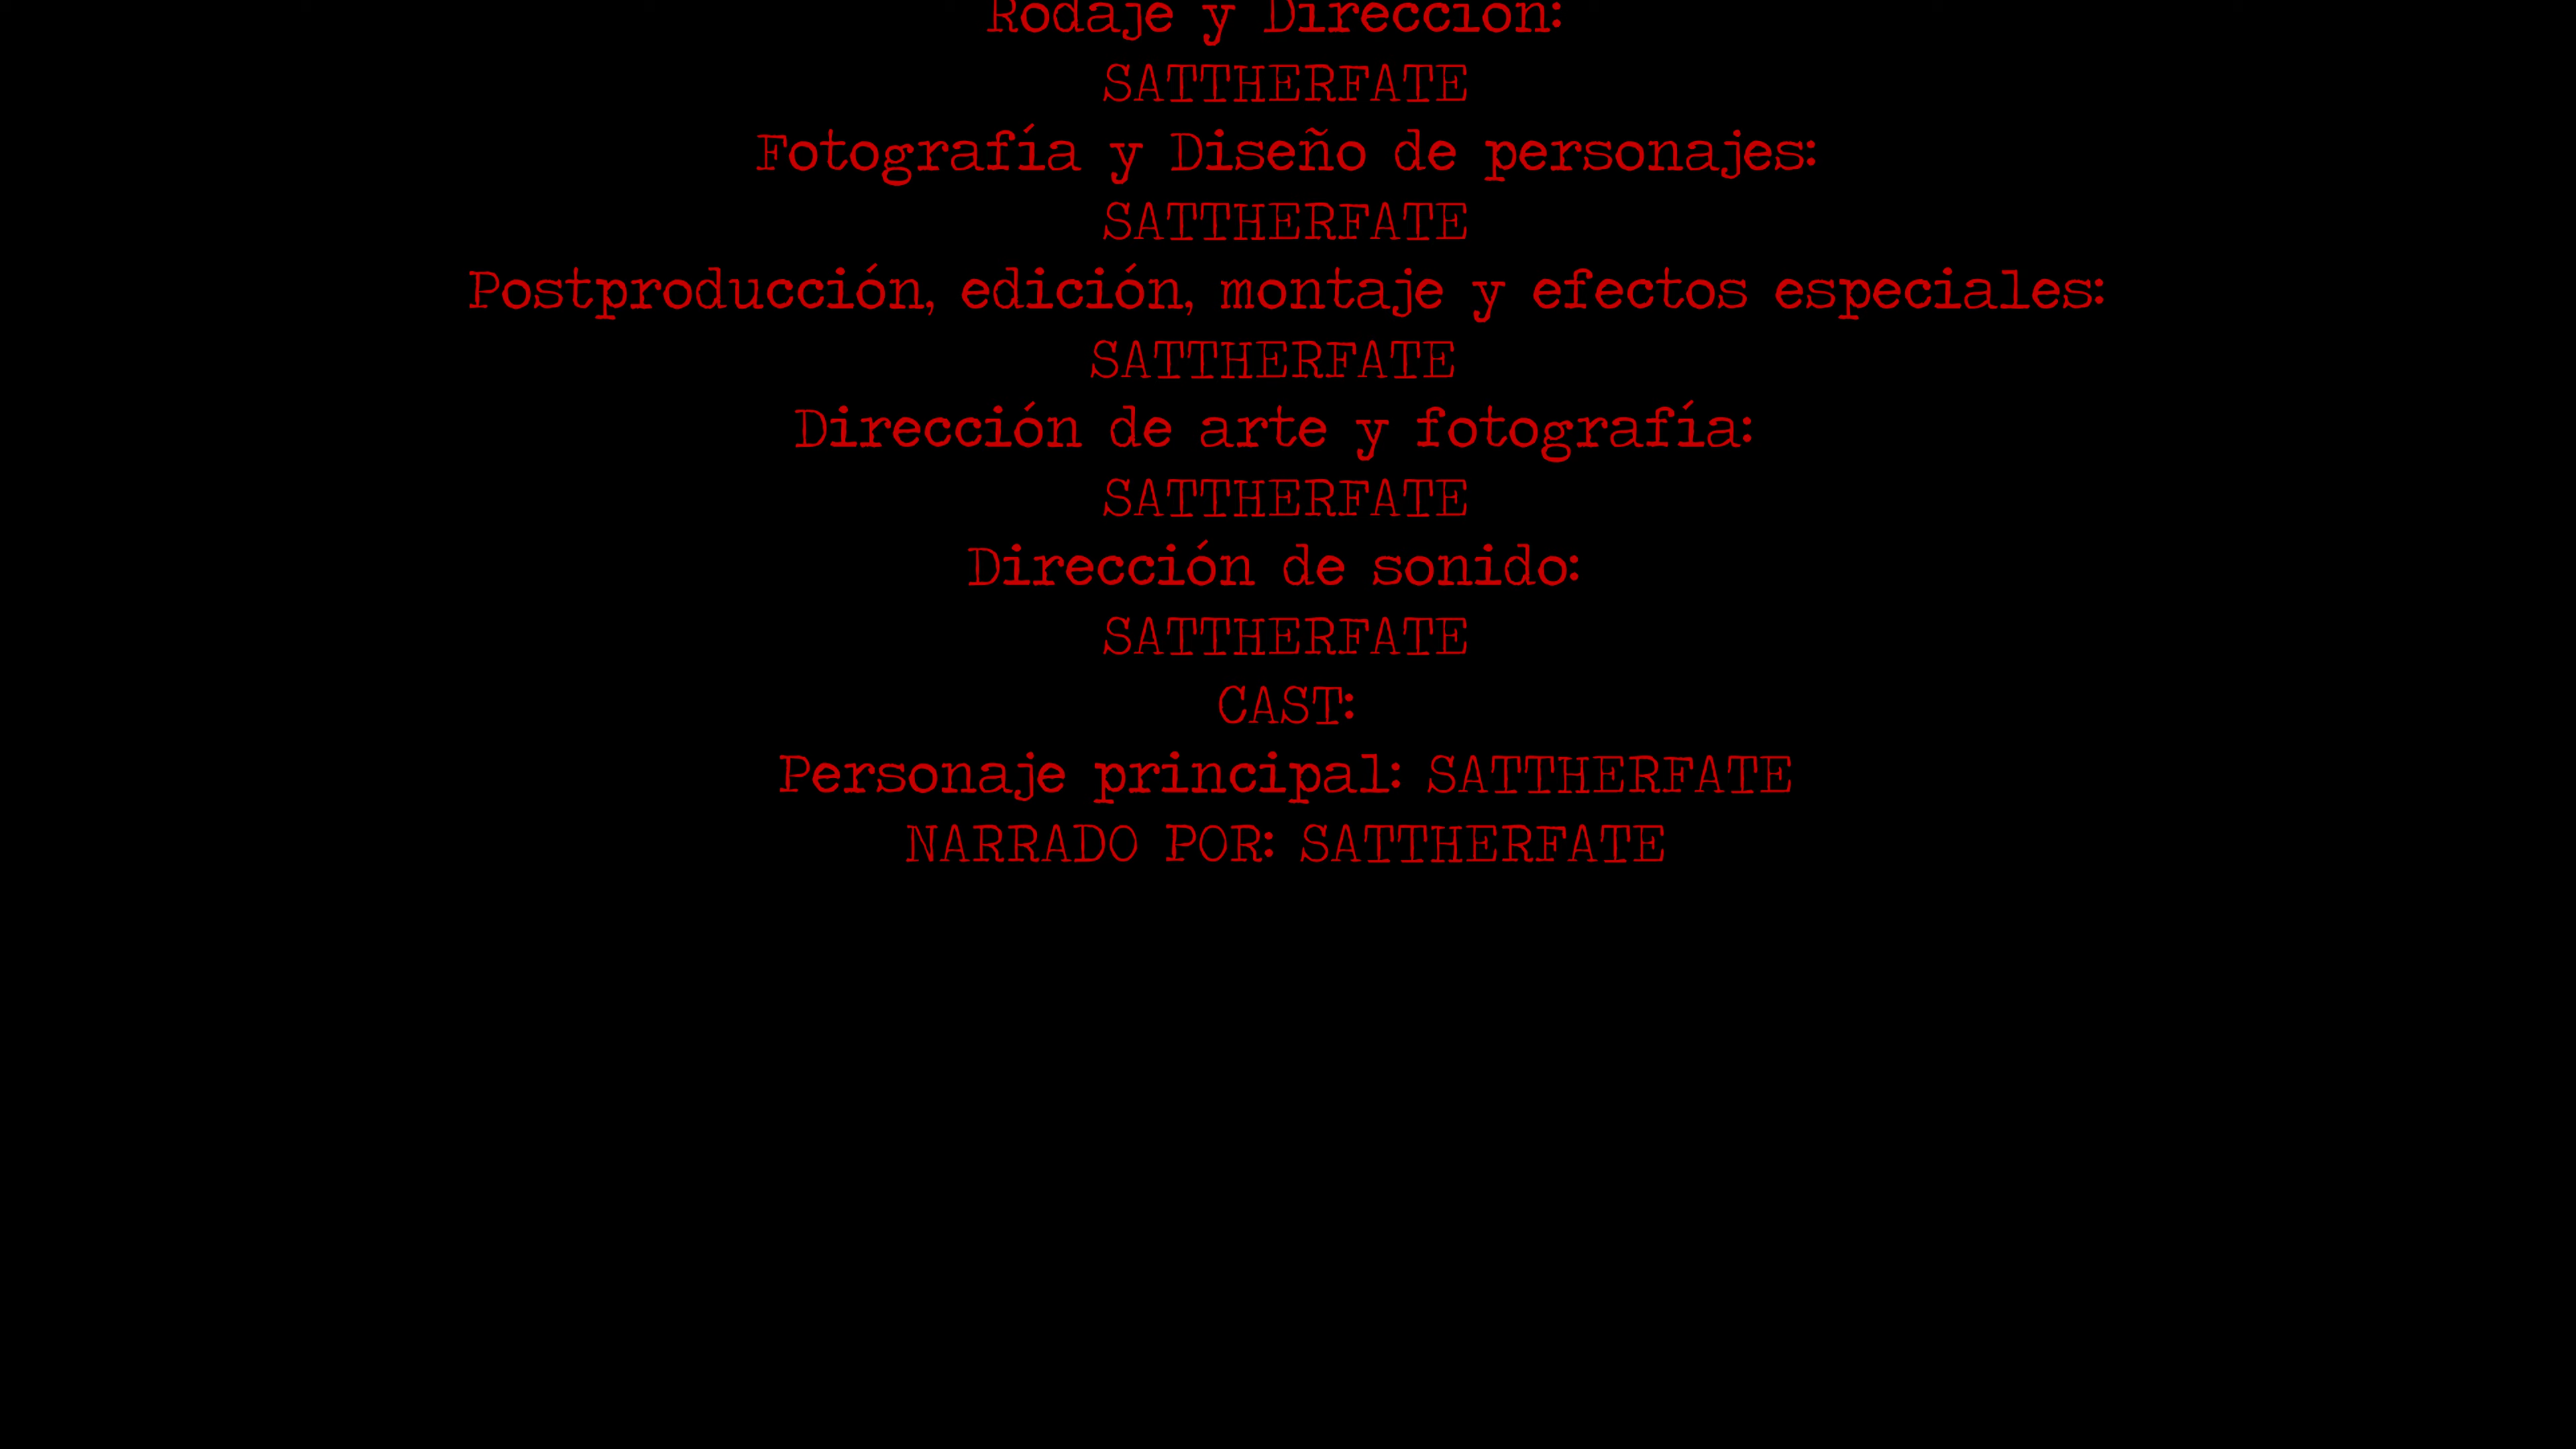 Rodaje y Dirección:
SATTHERFATE
Fotografía y Diseño de personajes:
SATTHERFATE
Postproducción, edición, montaje y efectos especiales:
SATTHERFATE
Dirección de arte y fotografía:
SATTHERFATE
Dirección de sonido:
SATTHERFATE
CAST:
Personaje principal: SATTHERFATE
NARRADO POR: SATTHERFATE